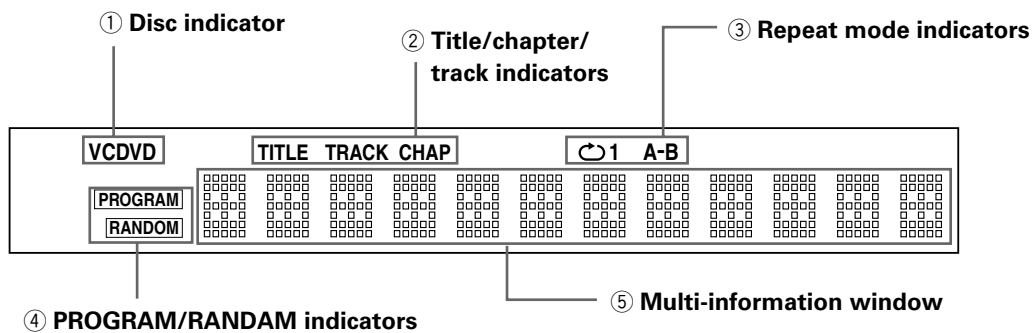 ① Disc indicator
② Title/chapter/
track indicators
③ Repeat mode indicators
VCDVD
TITLE TRACK CHAP
1 A-B
PROGRAM
RANDOM
④ PROGRAM/RANDAM indicators
⑤ Multi-information window